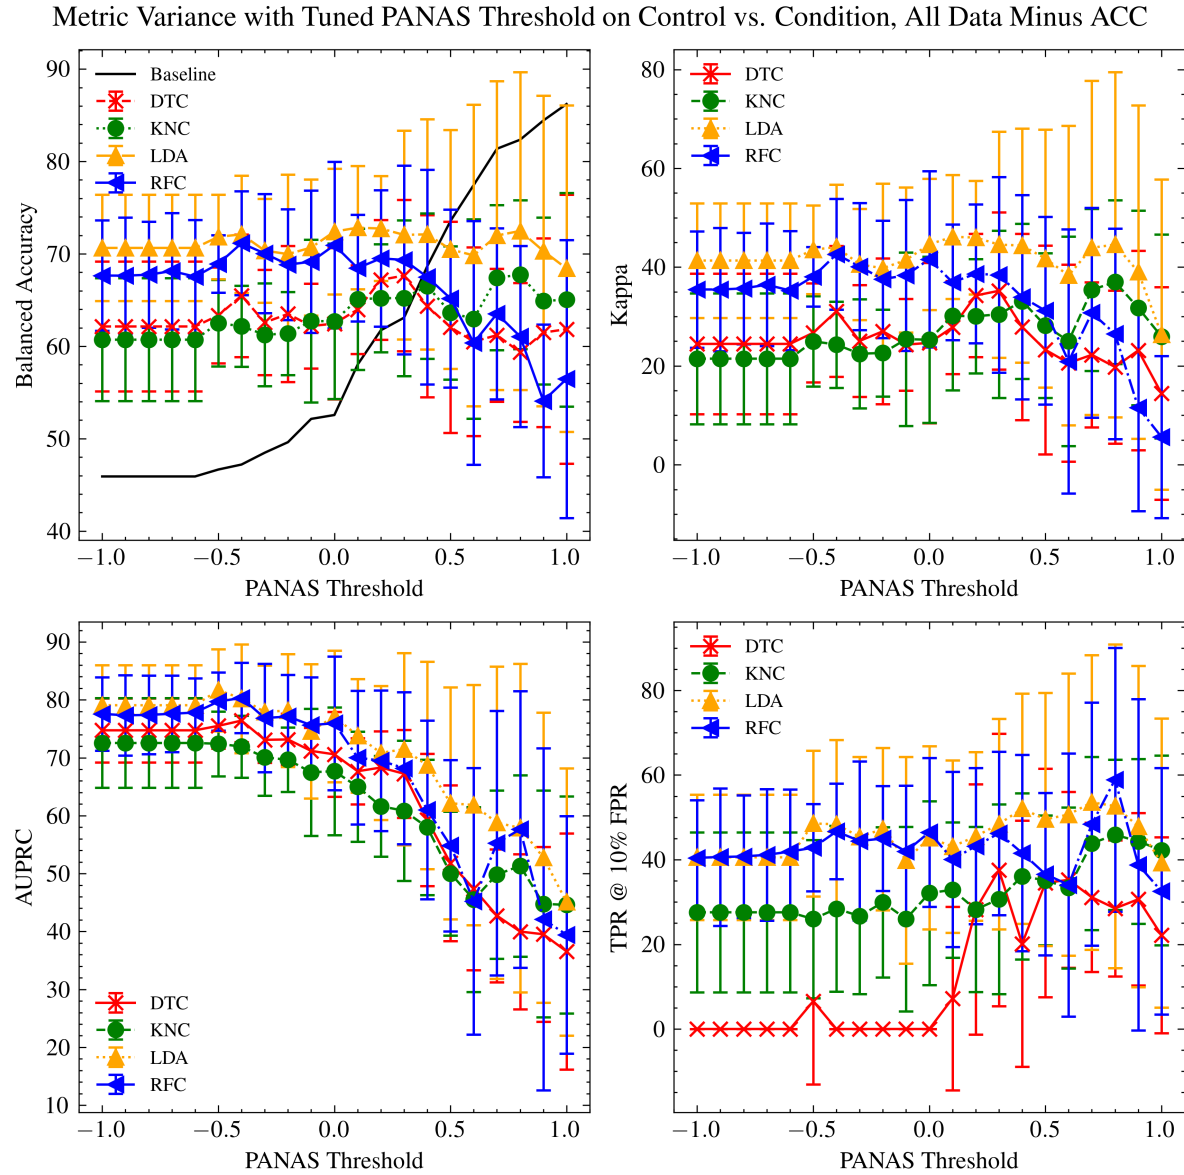 Metric Variance with Tuned PANAS Threshold on Control vs. Condition, All Data Minus ACC
90
80
70
60
50
40
Balanced Accuracy
Baseline
DTC
KNC
LDA
RFC
−1.0 −0.5 0.0 0.5 1.0
PANAS Threshold
80
60
40
20
0
Kappa
DTC
KNC
LDA
RFC
−1.0 −0.5 0.0 0.5 1.0
PANAS Threshold
90
80
70
60
50
40
30
20
10
AUPRC
DTC
KNC
LDA
RFC
−1.0 −0.5 0.0 0.5 1.0
PANAS Threshold
80
60
40
20
0
TPR @ 10% FPR
DTC
KNC
LDA
RFC
−1.0 −0.5 0.0 0.5 1.0
PANAS Threshold